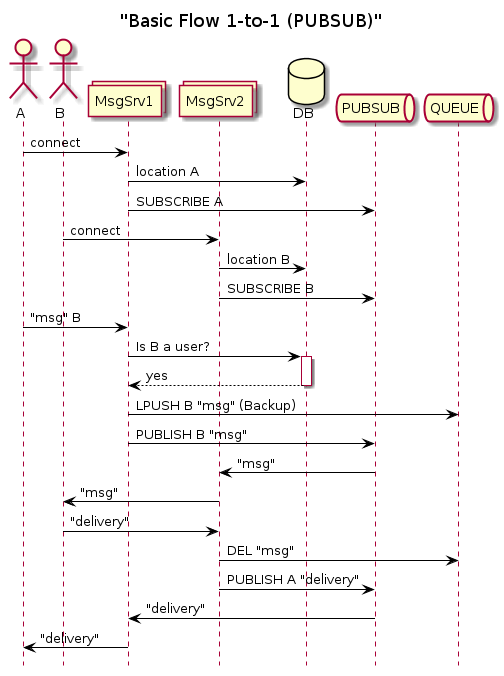 "Basic Flow 1-to-1 (PUBSUB)"
A
B
MsgSrv1
MsgSrv2
DB
PUBSUB
QUEUE
connect
location A
SUBSCRIBE A
connect
location B
SUBSCRIBE B
"msg" B
Is B a user?
yes
LPUSH B "msg" (Backup)
PUBLISH B "msg"
"msg"
"msg"
"delivery"
DEL "msg"
PUBLISH A "delivery"
"delivery"
"delivery"